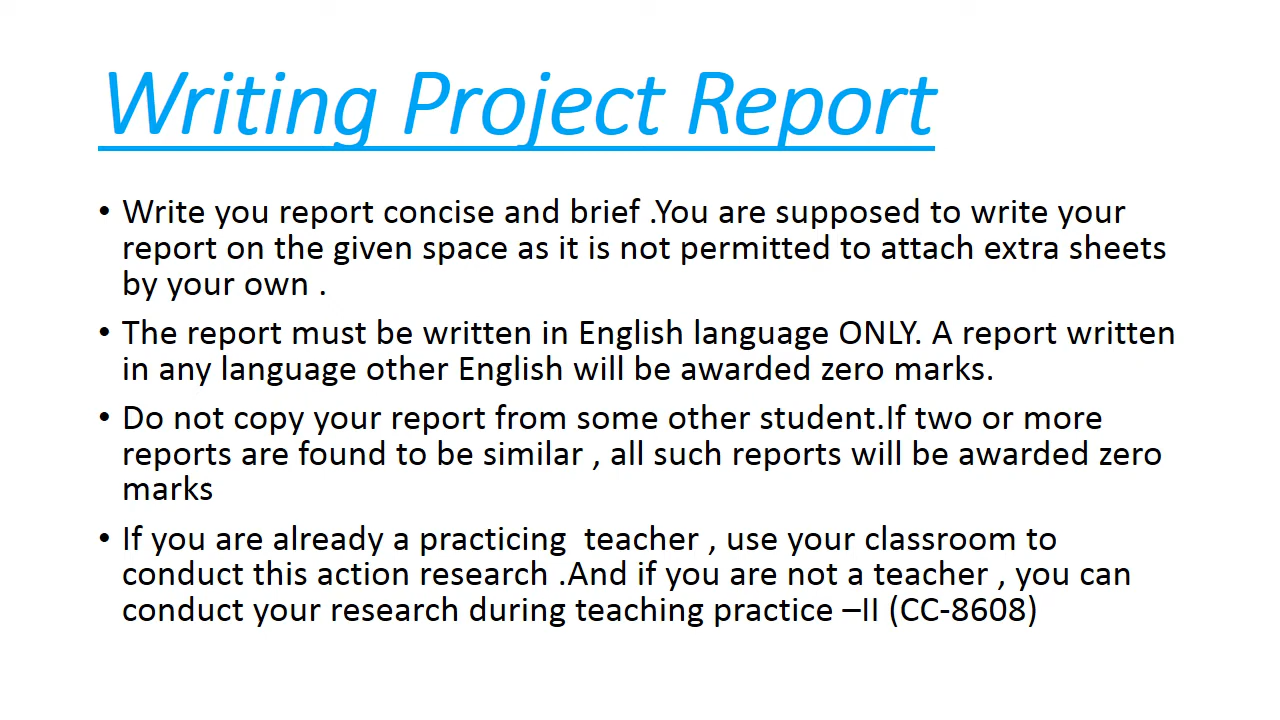 Writing Project Report
• Write you report concise and brief .You are supposed to write your
report on the given space as it is not permitted to attach extra sheets
by your own .
• The report must be written in English language ONLY. A report written
in any language other English will be awarded zero marks.
• Do not copy your report from some other student.If two or more
reports are found to be similar , all such reports will be awarded zero
marks
• If you are already a practicing  teacher , use your classroom to
conduct this action research .And if you are not a teacher , you can
conduct your research during teaching practice –II (CC-8608)